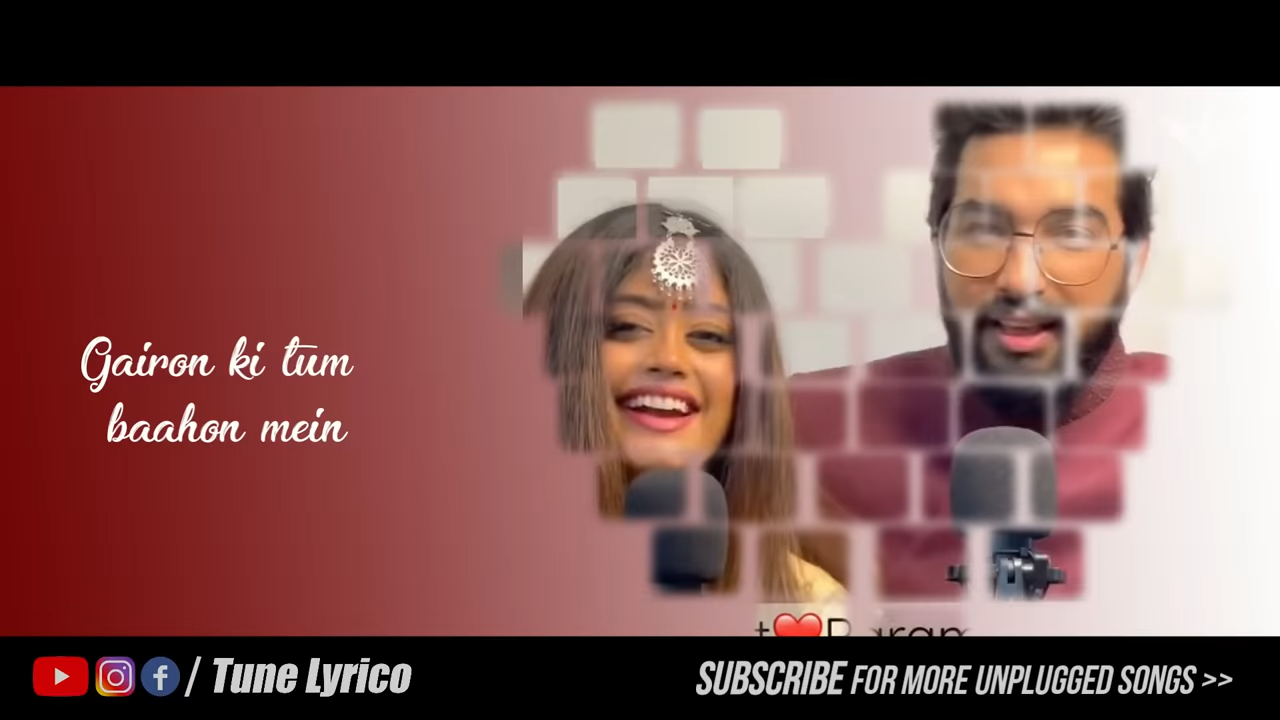 Gairon ki tum
baahon mein
/ Tune Lyrico
SUBSCRIBE FOR MORE UNPLUGGED SONGS >>